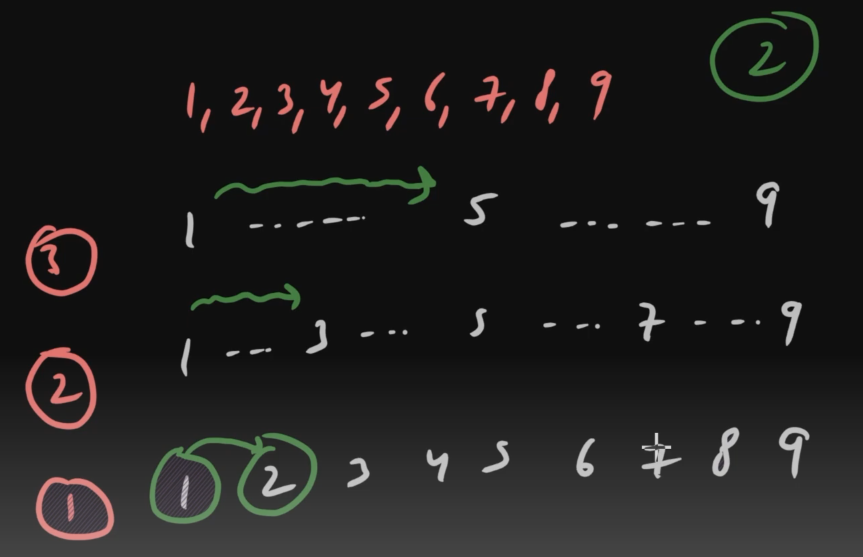 2
1, 2, 3, 4, 5, 6, 7, 8, 9
3 1 ------- 5 ------- 9
2 1 ---- 3 --... 5 --.. 7 - --. 9
1 1 2 3 4 5 6 7 8 9